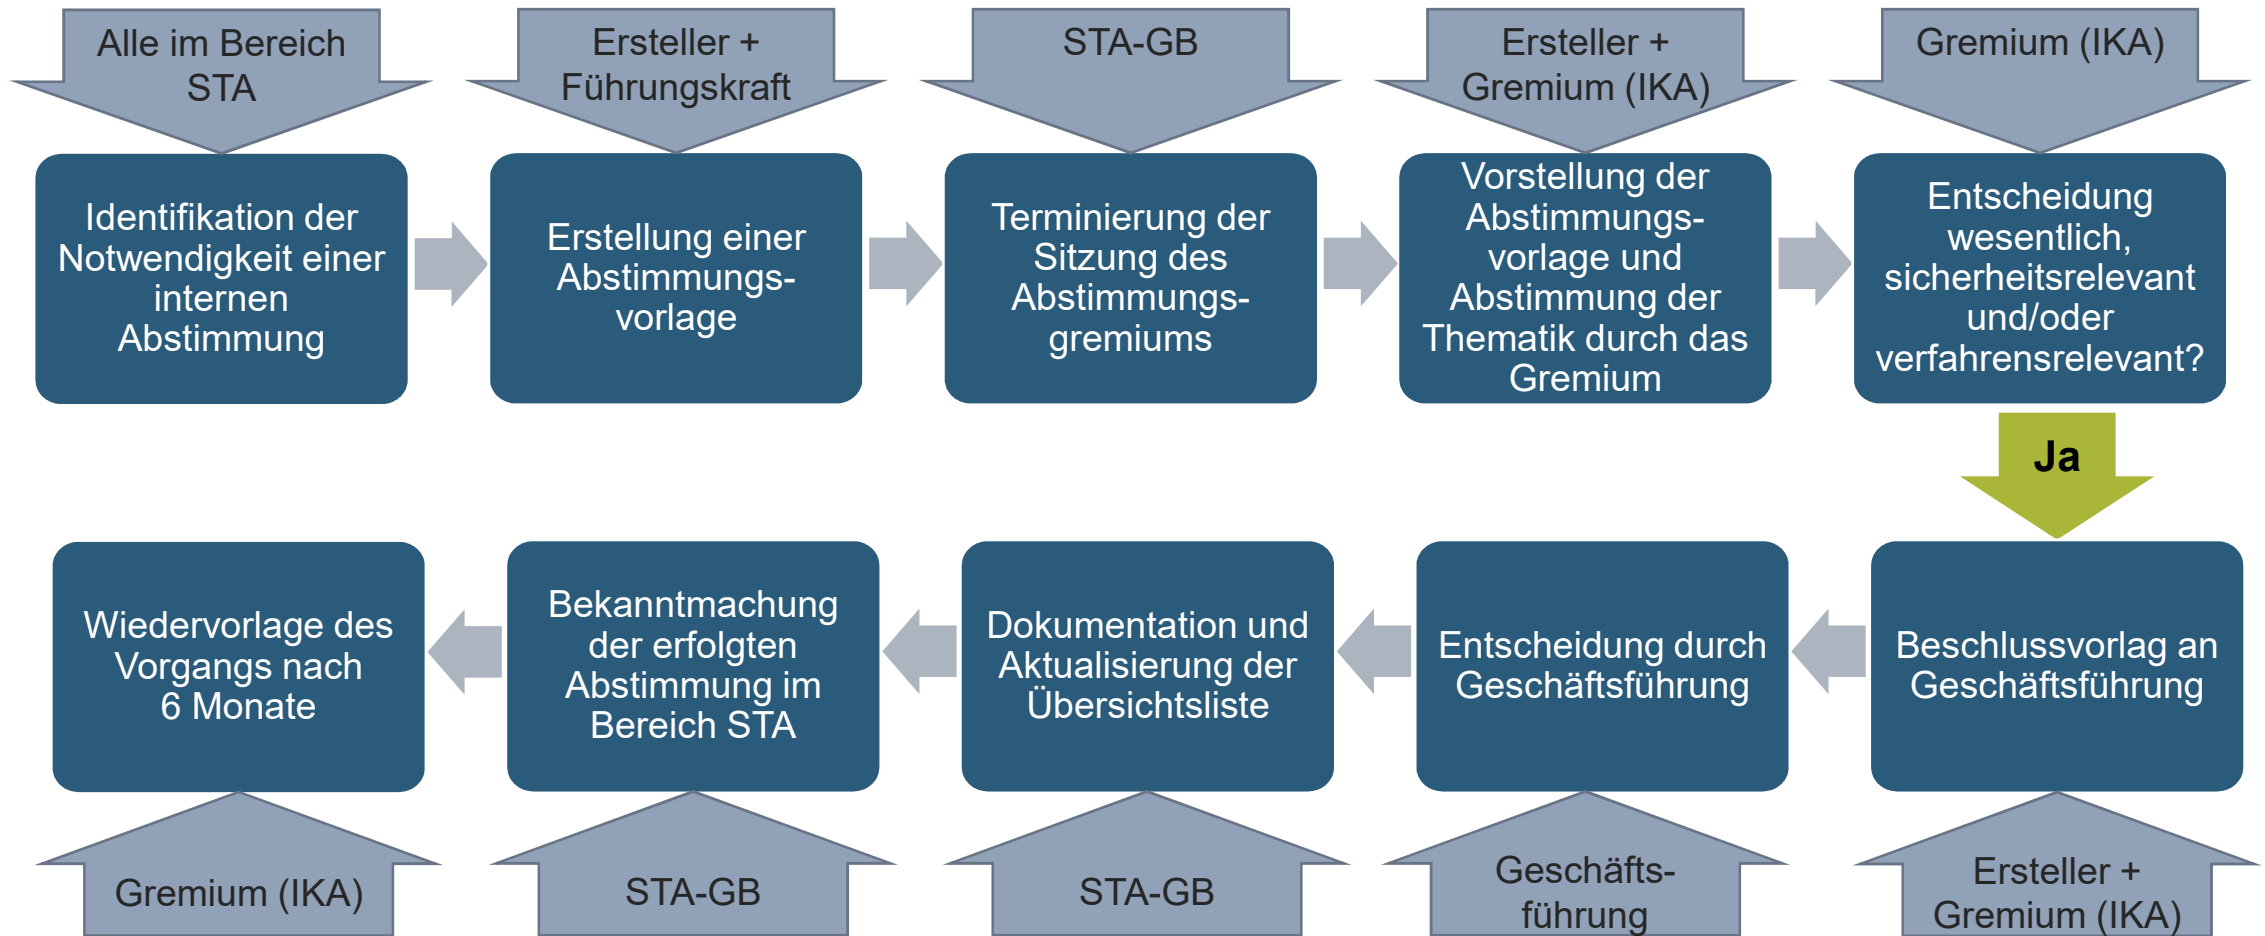 Alle im Bereich
STA
Ersteller +
Führungskraft
STA-GB
Ersteller +
Gremium (IKA)
Gremium (IKA)
Identifikation der
Notwendigkeit einer
internen
Abstimmung
Erstellung einer
Abstimmungs-
vorlage
Terminierung der
Sitzung des
Abstimmungs-
gremiums
Vorstellung der
Abstimmungs-
vorlage und
Abstimmung der
Thematik durch das
Gremium
Entscheidung
wesentlich,
sicherheitsrelevant
und/oder
verfahrensrelevant?
Ja
Beschlussvorlag an
Geschäftsführung
Entscheidung durch
Geschäftsführung
Dokumentation und
Aktualisierung der
Übersichtsliste
Bekanntmachung
der erfolgten
Abstimmung im
Bereich STA
Wiedervorlage des
Vorgangs nach
6 Monate
Gremium (IKA)
STA-GB
STA-GB
Geschäfts-
führung
Ersteller +
Gremium (IKA)